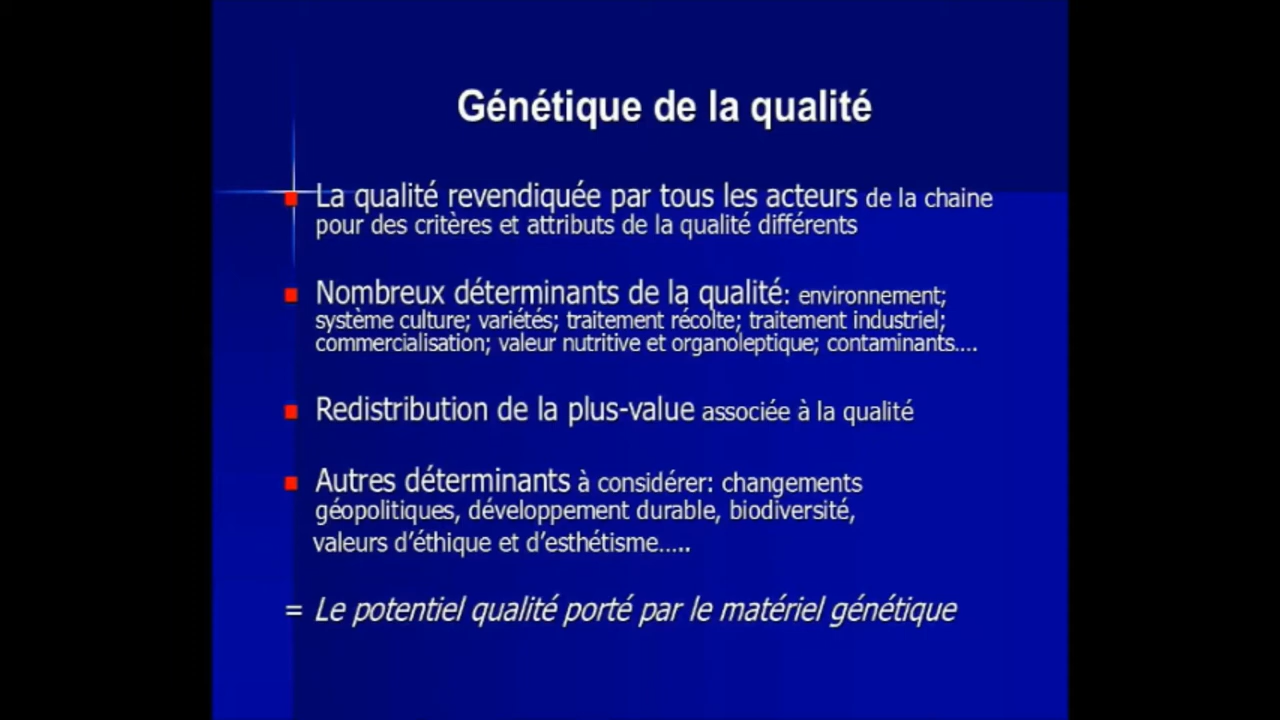 Génétique de la qualité
La qualité revendiquée par tous les acteurs de la chaine
pour des critères et attributs de la qualité différents
Nombreux déterminants de la qualité: environnement;
système culture; variétés; traitement récolte; traitement industriel;
commercialisation; valeur nutritive et organoleptique; contaminants....
Redistribution de la plus-value associée à la qualité
Autres déterminants à considérer: changements
géopolitiques, développement durable, biodiversité,
valeurs d’éthique et d’esthétisme…..
= Le potentiel qualité porté par le matériel génétique